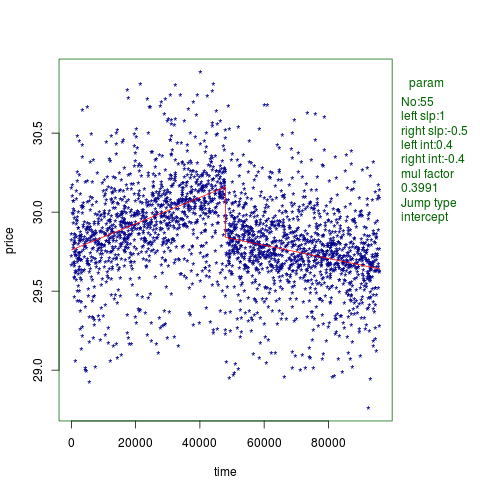 param
No:55
left slp:1
right slp:-0.5
left int:0.4
right int:-0.4
mul factor
0.3991
Jump type
intercept
30.5
30.0
29.5
29.0
price
0 20000 40000 60000 80000
time